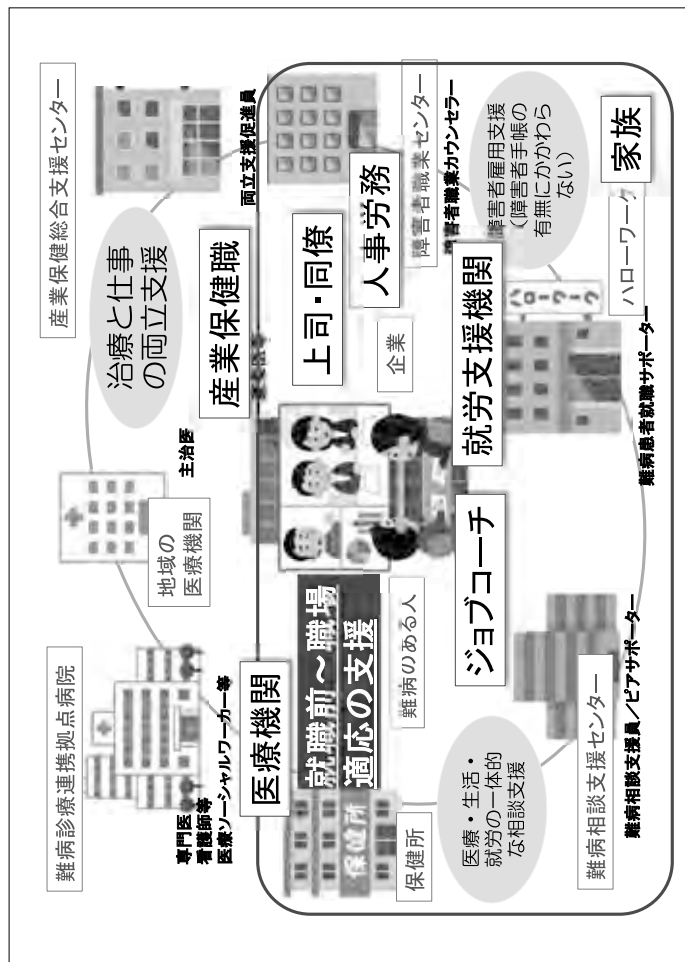 難病診療連携拠点病院
専門医
看護師等
医療ソーシャルワーカー等
地域の
医療機関
主治医
治療と仕事
の両立支援
産業保健総合支援センター
両立支援促進員
医療機関
産業保健職
就職前～職場
適応の支援
上司・同僚
人事労務
保健所
保健所
難病のある人
企業
障害者職業センター
障害者職業カウンセラー
ジョブコーチ
就労支援機関
医療・生活・
就労の一体的
な相談支援
障害者雇用支援
（障害者手帳の
有無にかかわら
ない）
ハローワーク
ハローワーク
家族
難病相談支援センター
難病相談支援員／ピアサポーター
難病患者就職サポーター